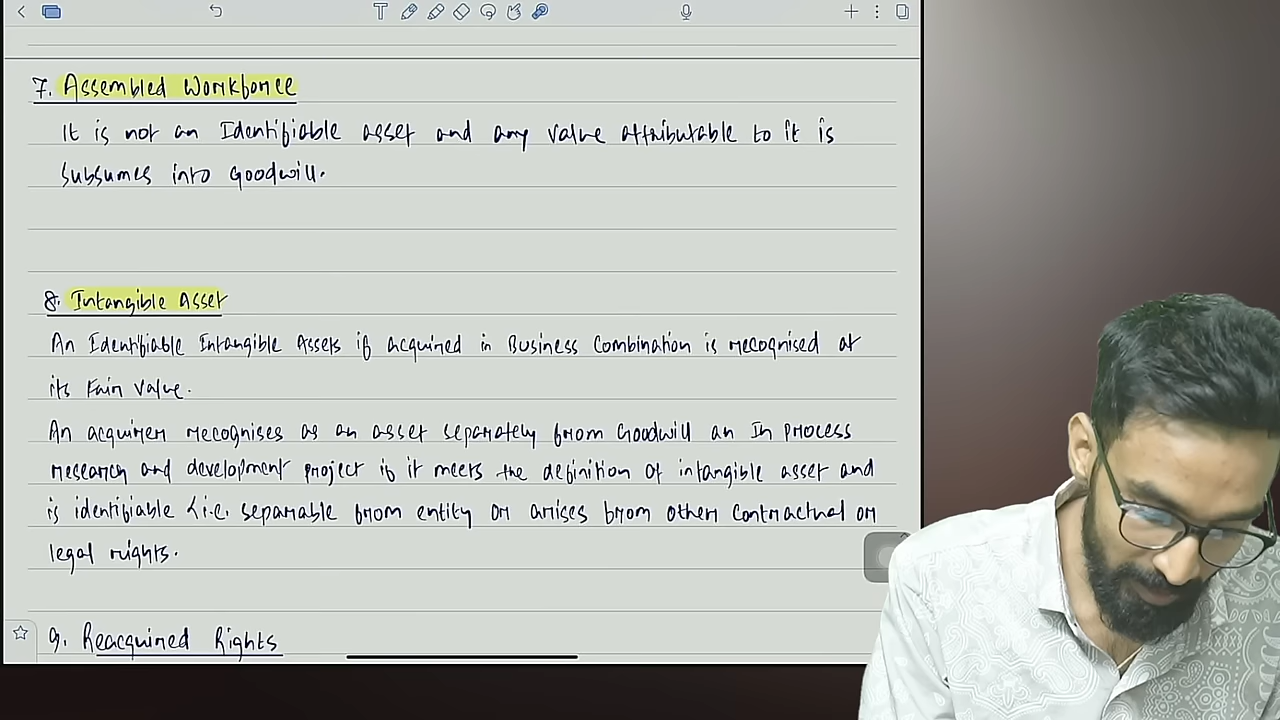 7. Assembled Workforce
It is not an Identifiable asset and any value attributable to it is
subsumes into Goodwill.
8. Intangible Asset
An Identifiable Intangible Assets if acquired in Business Combination is recognised at
its Fair Value.
An acquirer recognises as an asset separately from Goodwill an In process
research and development project if it meets the definition of intangible asset and
is identifiable (i.e. separable from entity or arises from other contractual or
legal rights.
9. Reacquired Rights